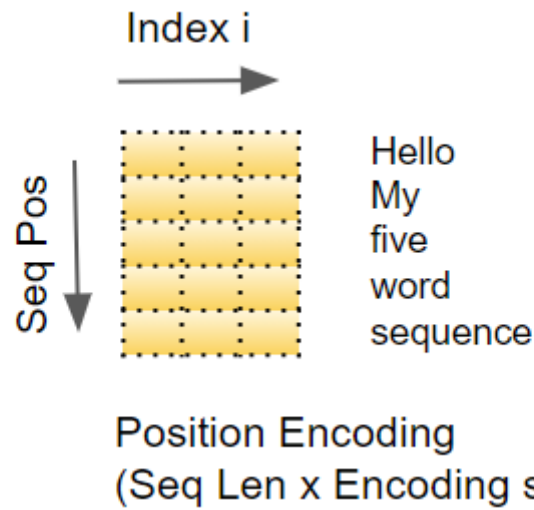 Index i
Seq Pos
Hello
My
five
word
sequence
Position Encoding
(Seq Len x Encoding s